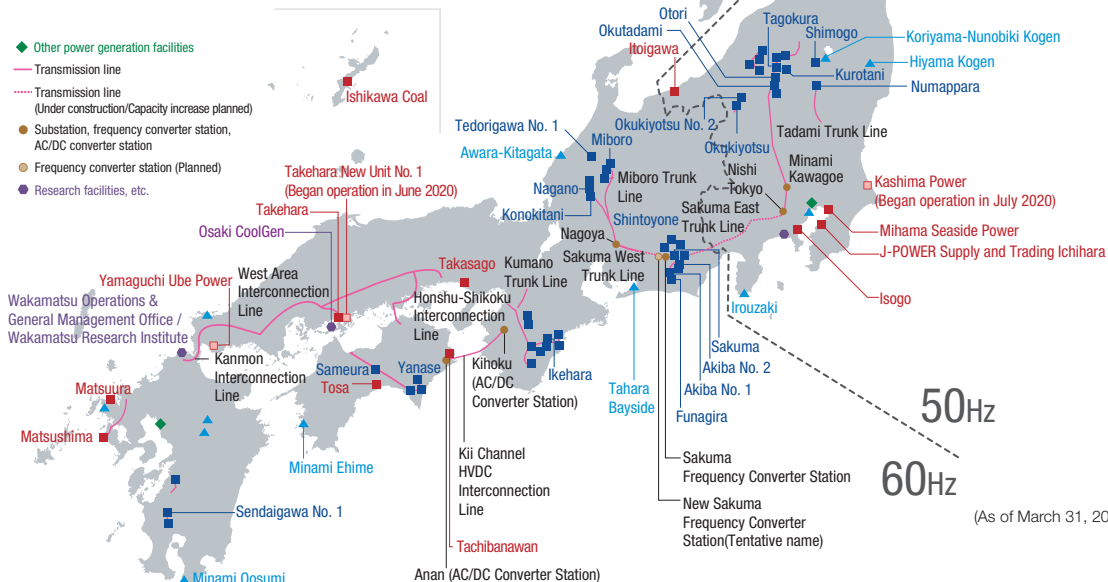 Other power generation facilities
Transmission line
Transmission line
(Under construction/Capacity increase planned)
Substation, frequency converter station,
AC/DC converter station
Frequency converter station (Planned)
Research facilities, etc.
Ishikawa Coal
Otori
Okutadami
Itoigawa
Tagokura
Shimogo
Koriyama-Nunobiki Kogen
Hiyama Kogen
Kurotani
Numappara
Okukiyotsu No. 2
Okukiyotsu
Tadami Trunk Line
Tedorigawa No. 1
Awara-Kitagata
Miboro
Nagano
Konokitani
Miboro Trunk
Line
Shintoyone
Nishi
Tokyo
Minami
Kawagoe
Sakuma East
Trunk Line
Kashima Power
(Began operation in July 2020)
Mihama Seaside Power
J-POWER Supply and Trading Ichihara
Isogo
Irouzaki
Takehara New Unit No. 1
(Began operation in June 2020)
Takehara
Osaki CoolGen
Yamaguchi Ube Power
West Area
Interconnection
Line
Wakamatsu Operations &
General Management Office /
Wakamatsu Research Institute
Kanmon
Interconnection
Line
Takasago
Honshu-Shikoku
Interconnection
Line
Kumano
Trunk Line
Nagoya
Sakuma West
Trunk Line
Kihoku
(AC/DC
Converter Station)
Ikehara
Tahara
Bayside
Sakuma
Akiba No. 2
Akiba No. 1
Funagira
Sameura
Yanase
Tosa
Matsuura
Matsushima
Minami Ehime
Sendaigawa No. 1
Minami Oosumi
Kii Channel
HVDC
Interconnection
Line
Tachibanawan
Anan (AC/DC Converter Station)
Sakuma
Frequency Converter Station
New Sakuma
Frequency Converter
Station(Tentative name)
50Hz
60Hz
(As of March 31, 20